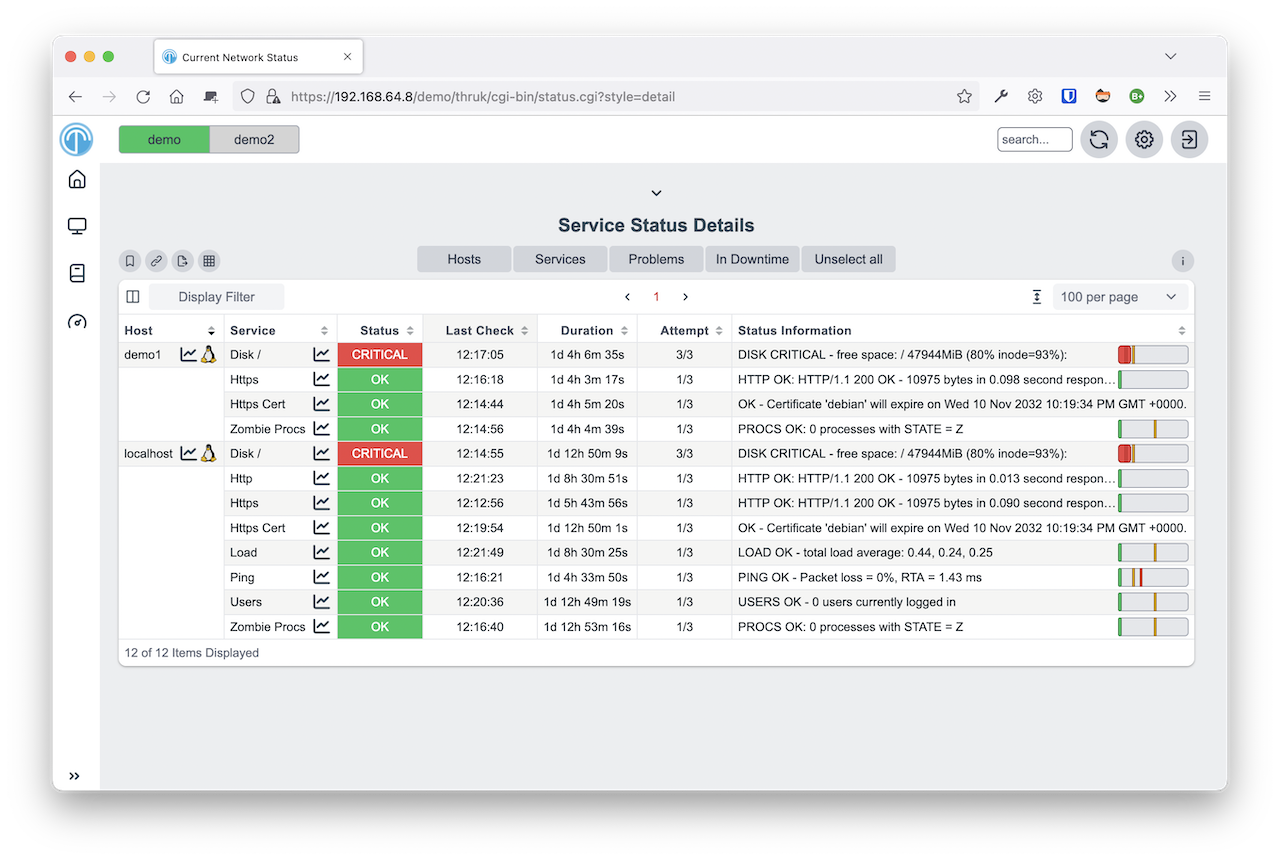 Current Network Status
https://192.168.64.8/demo/thruk/cgi-bin/status.cgi?style=detail
B+
demo demo2 search...
Service Status Details
Hosts Services Problems In Downtime Unselect all i
Display Filter 1 100 per page
Host Service Status Last Check Duration Attempt Status Information
demo1 Disk / CRITICAL 12:17:05 1d 4h 6m 35s 3/3 DISK CRITICAL - free space: / 47944MiB (80% inode=93%):
Https OK 12:16:18 1d 4h 3m 17s 1/3 HTTP OK: HTTP/1.1 200 OK - 10975 bytes in 0.098 second respon...
Https Cert OK 12:14:44 1d 4h 5m 20s 1/3 OK - Certificate 'debian' will expire on Wed 10 Nov 2032 10:19:34 PM GMT +0000.
Zombie Procs OK 12:14:56 1d 4h 4m 39s 1/3 PROCS OK: 0 processes with STATE = Z
localhost Disk / CRITICAL 12:14:55 1d 12h 50m 9s 3/3 DISK CRITICAL - free space: / 47944MiB (80% inode=93%):
Http OK 12:21:23 1d 8h 30m 51s 1/3 HTTP OK: HTTP/1.1 200 OK - 10975 bytes in 0.013 second respon...
Https OK 12:12:56 1d 5h 43m 56s 1/3 HTTP OK: HTTP/1.1 200 OK - 10975 bytes in 0.090 second respon...
Https Cert OK 12:19:54 1d 12h 50m 1s 1/3 OK - Certificate 'debian' will expire on Wed 10 Nov 2032 10:19:34 PM GMT +0000.
Load OK 12:21:49 1d 8h 30m 25s 1/3 LOAD OK - total load average: 0.44, 0.24, 0.25
Ping OK 12:16:21 1d 4h 33m 50s 1/3 PING OK - Packet loss = 0%, RTA = 1.43 ms
Users OK 12:20:36 1d 12h 49m 19s 1/3 USERS OK - 0 users currently logged in
Zombie Procs OK 12:16:40 1d 12h 53m 16s 1/3 PROCS OK: 0 processes with STATE = Z
12 of 12 Items Displayed